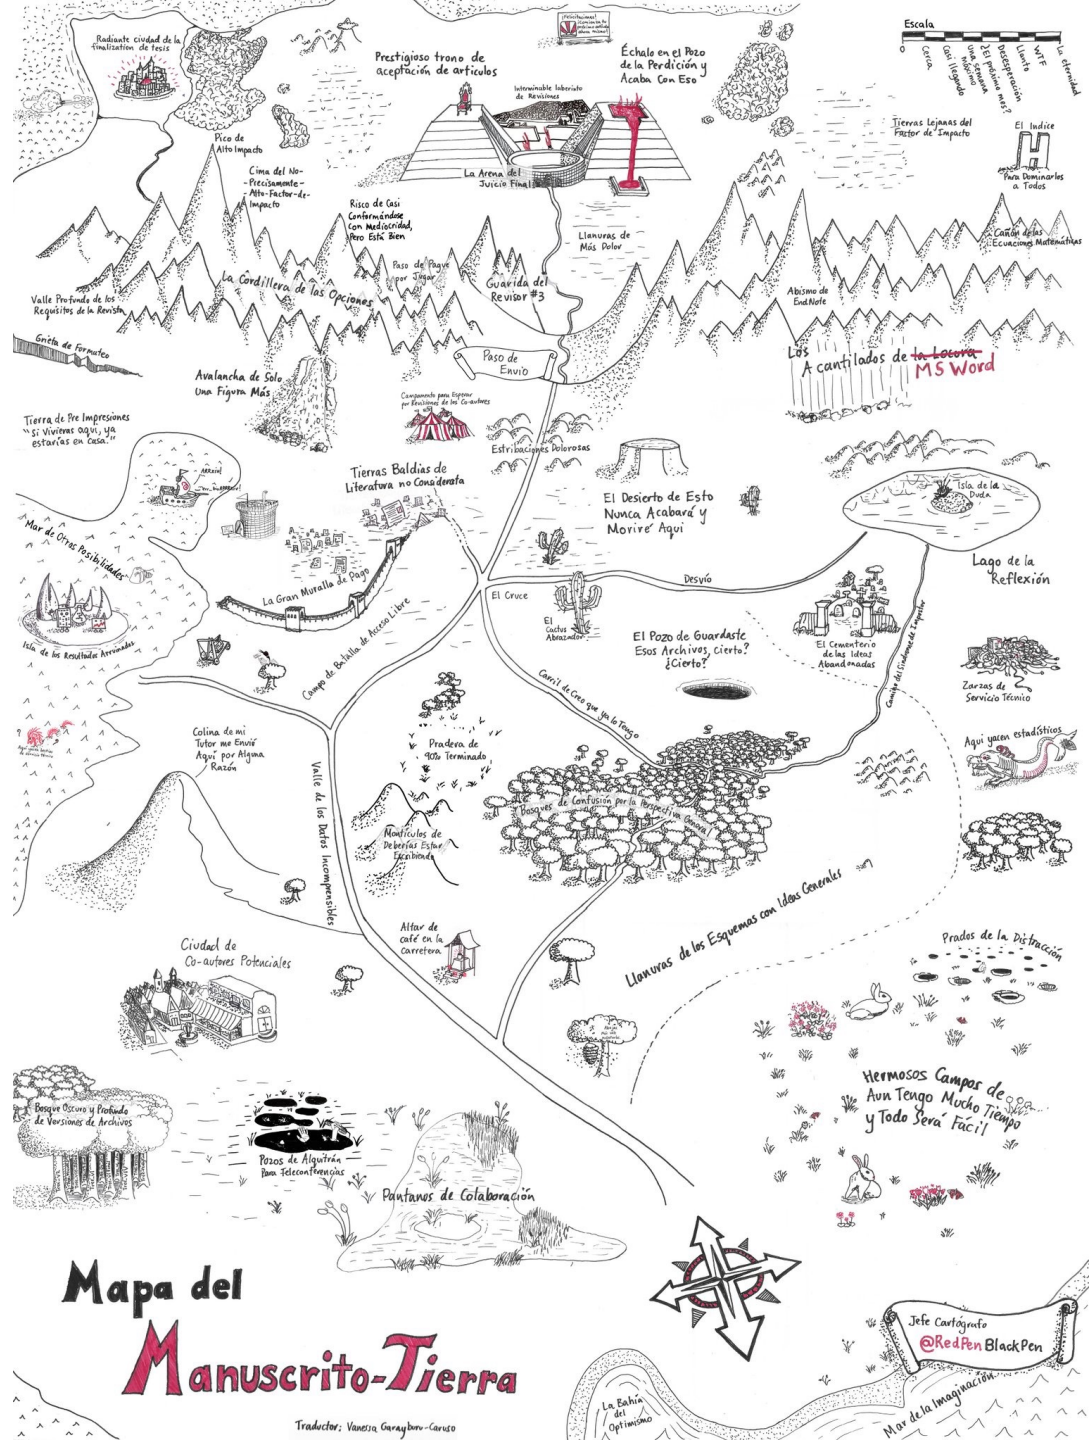 Radiante ciudad de la
finalization de tesis
Prestigioso trono de
aceptación de artículos
Interminable laberinto
de Revisiones
La Arena del
Juicio Final
Échalo en el Pozo
de la Perdición y
Acaba Con Eso
Escala
0
Cerca
Casi llegando
una semana
máximo
¿El próximo mes?
Desesperación
Llanto
WTF
La eternidad
Tierras Lejanas del
Factor de Impacto
El Indice
H
Para Dominarlos
a Todos
Pico de
Alto Impacto
Cima del No-
-Precisamente-
-Alto-Factor-de-
Impacto
Risco de Casi
Conformándose
Con Mediocridad,
Pero Está Bien
Llanuras de
Más Dolor
Cañón de las
Ecuaciones Matemáticas
La Cordillera de las Opciones
Paso de Pague
por Jugar
Guarida del
Revisor #3
Abismo de
EndNote
Valle Profundo de los
Requisitos de la Revista
Grieta de Formateo
Paso de
Envio
Los
Acantilados de la Locura
MS Word
Avalancha de Solo
Una Figura Más
Campamento para Esperar
por Revisiones de los Co-autores
Tierra de Pre Impresiones
"si Vivieras aquí, ya
estarías en casa."
ARRxiv!
Estribaciones Dolorosas
Tierras Baldías de
Literatura no Considerata
El Desierto de Esto
Nunca Acabará y
Moriré Aqui
Isla de la
Duda
Lago de la
Reflexión
Mar de Otras Posibilidades
La Gran Muralla de Pago
El Cruce
Desvío
El
Cactus
Abrazador
El Pozo de Guardaste
Esos Archivos, cierto?
¿Cierto?
El Cementerio
de las Ideas
Abandonadas
Camino del Síndrome de Impostor
Isla de los Resultados Arruinados
Campo de Batalla de Acceso Libre
Carril de Creo que ya lo Tengo
Zarzas de
Servicio Técnico
Colina de mi
Tutor me Envió
Aquí por Alguna
Razón
Pradera de
90% Terminado
Aquí yacen estadísticos
Valle de los Datos Incomprensibles
Montículos de
Deberías Estar
Escribiendo
Bosques de Confusión por la Perspectiva General
Altar de
café en la
Carretera
Llanuras de los Esquemas con Ideas Generales
Ciudad de
Co-autores Potenciales
Prados de la Distracción
Hermosos Campos de
Aun Tengo Mucho Tiempo
y Todo Será Fácil
Bosque Oscuro y Profundo
de Versiones de Archivos
Pozos de Alquitrán
Para Teleconferencias
Pantanos de Colaboración
Mapa del
Manuscrito-Tierra
Traductor: Vanessa Garayburu-Caruso
Jefe Cartógrafo
@RedPenBlackPen
La Bahía
del
Optimismo
Mar de la Imaginación